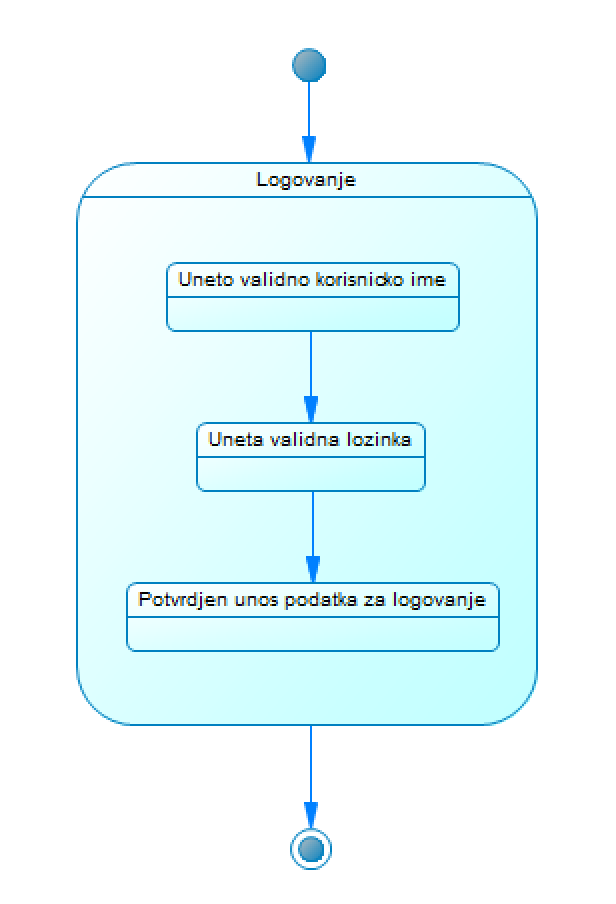 Logovanje
Uneto validno korisnicko ime
Uneta validna lozinka
Potvrdjen unos podatka za logovanje